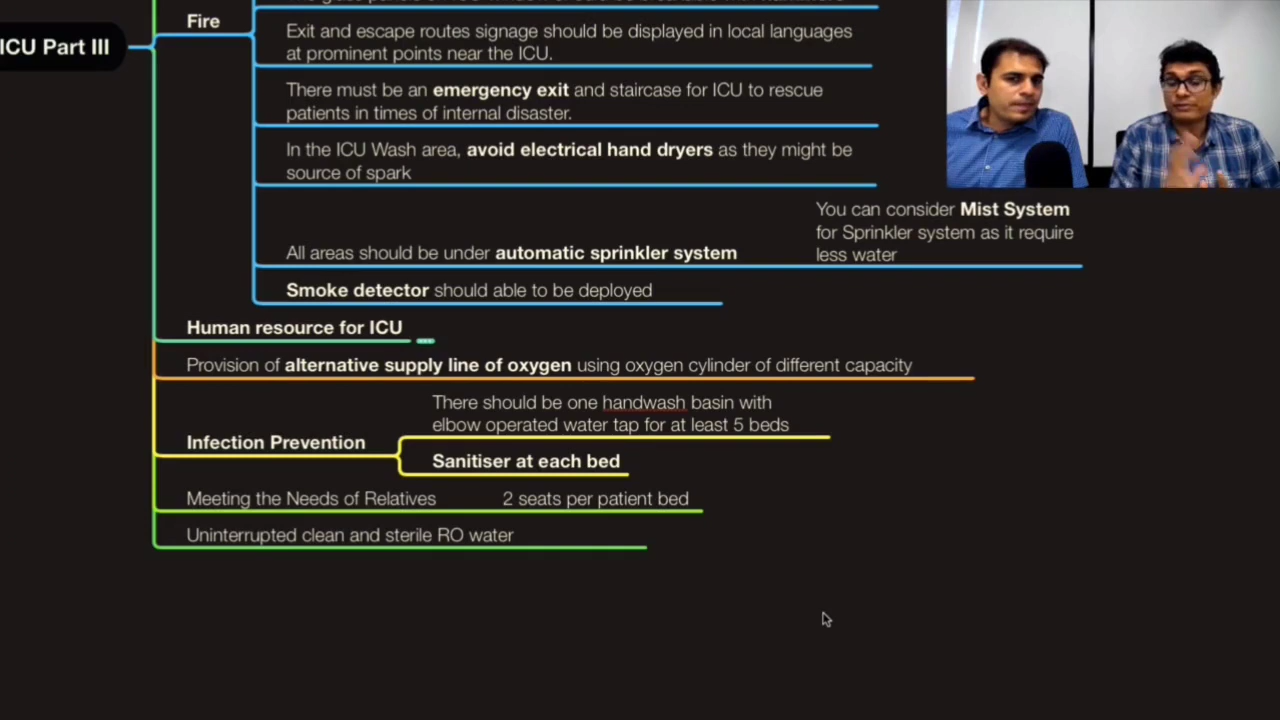 ICU Part III
Fire
Exit and escape routes signage should be displayed in local languages
at prominent points near the ICU.
There must be an emergency exit and staircase for ICU to rescue
patients in times of internal disaster.
In the ICU Wash area, avoid electrical hand dryers as they might be
source of spark
All areas should be under automatic sprinkler system
You can consider Mist System
for Sprinkler system as it require
less water
Smoke detector should able to be deployed
Human resource for ICU
Provision of alternative supply line of oxygen using oxygen cylinder of different capacity
Infection Prevention
There should be one handwash basin with
elbow operated water tap for at least 5 beds
Sanitiser at each bed
Meeting the Needs of Relatives
2 seats per patient bed
Uninterrupted clean and sterile RO water